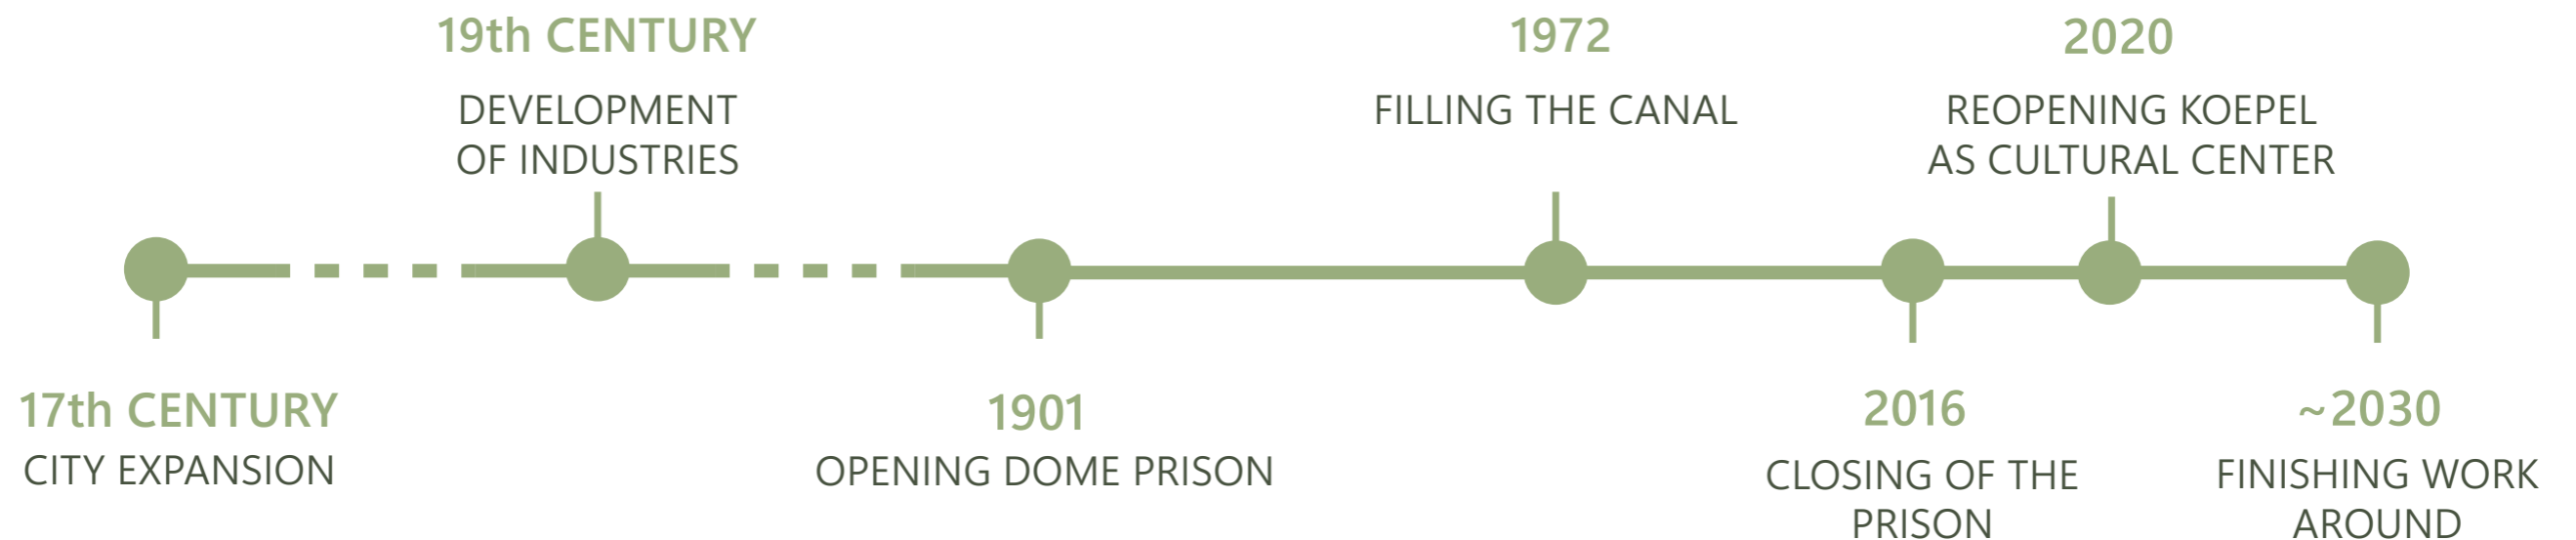 17th CENTURY
CITY EXPANSION
19th CENTURY
DEVELOPMENT
OF INDUSTRIES
1901
OPENING DOME PRISON
1972
FILLING THE CANAL
2016
CLOSING OF THE
PRISON
2020
REOPENING KOEPEL
AS CULTURAL CENTER
~2030
FINISHING WORK
AROUND